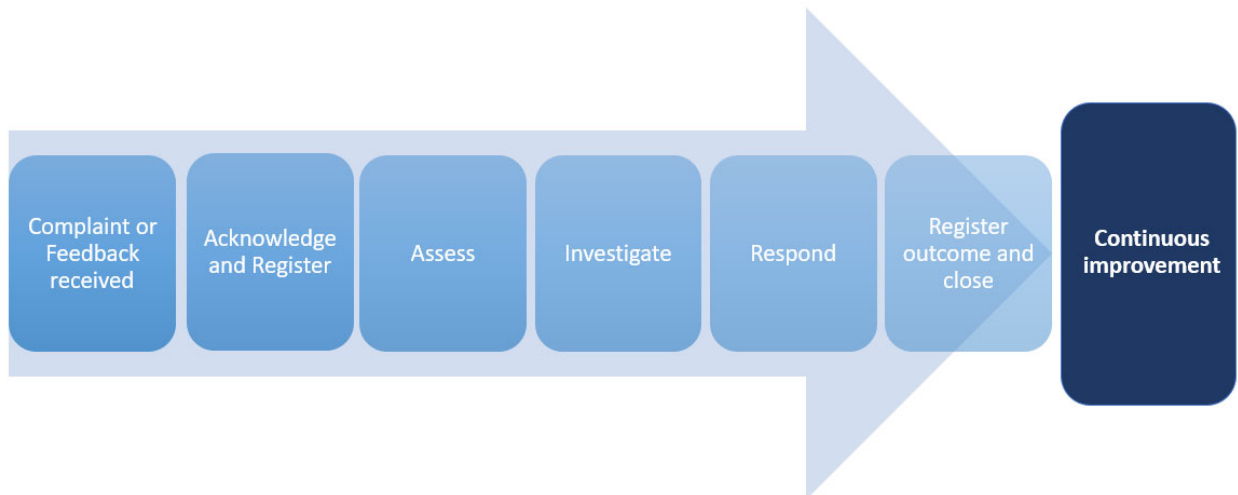 Complaint or
Feedback
received
Acknowledge
and Register
Assess
Investigate
Respond
Register
outcome and
close
Continuous
improvement